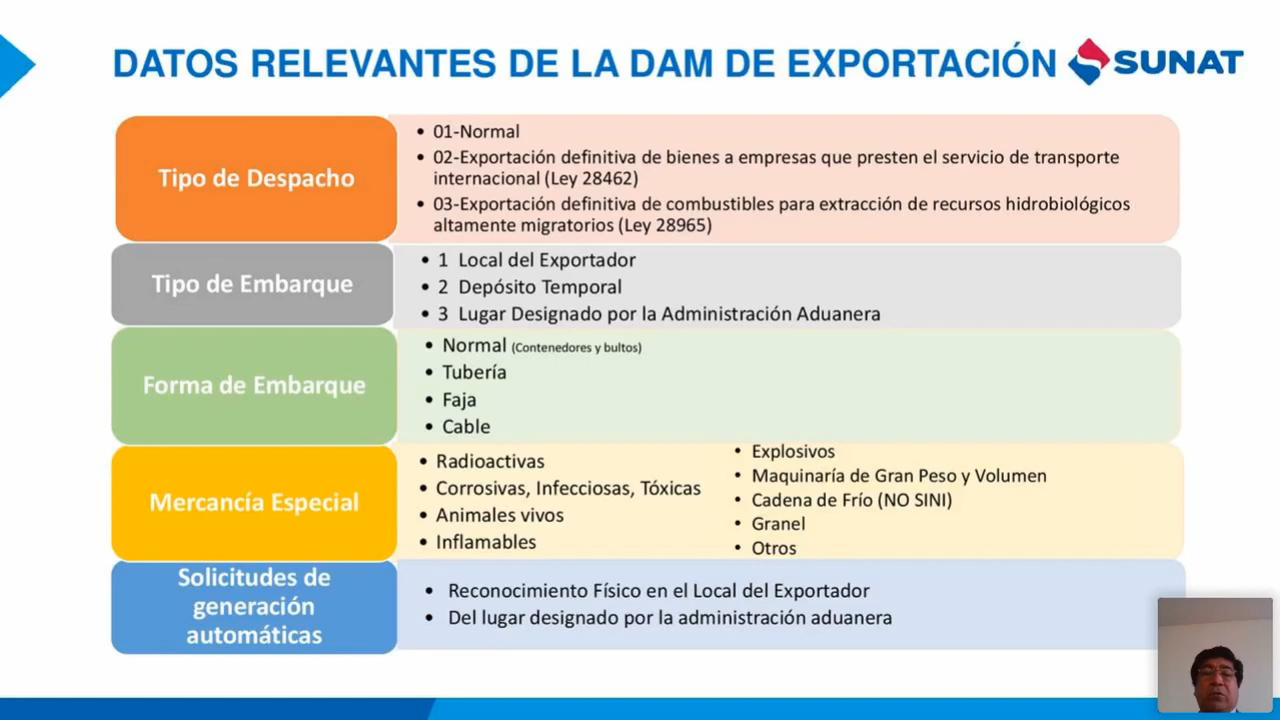 DATOS RELEVANTES DE LA DAM DE EXPORTACIÓN
SUNAT
Tipo de Despacho
• 01-Normal
• 02-Exportación definitiva de bienes a empresas que presten el servicio de transporte
internacional (Ley 28462)
• 03-Exportación definitiva de combustibles para extracción de recursos hidrobiológicos
altamente migratorios (Ley 28965)
Tipo de Embarque
• 1 Local del Exportador
• 2 Depósito Temporal
• 3 Lugar Designado por la Administración Aduanera
Forma de Embarque
• Normal (Contenedores y bultos)
• Tubería
• Faja
• Cable
Mercancía Especial
• Radioactivas
• Corrosivas, Infecciosas, Tóxicas
• Animales vivos
• Inflamables
• Explosivos
• Maquinaría de Gran Peso y Volumen
• Cadena de Frío (NO SINI)
• Granel
• Otros
Solicitudes de
generación
automáticas
• Reconocimiento Físico en el Local del Exportador
• Del lugar designado por la administración aduanera